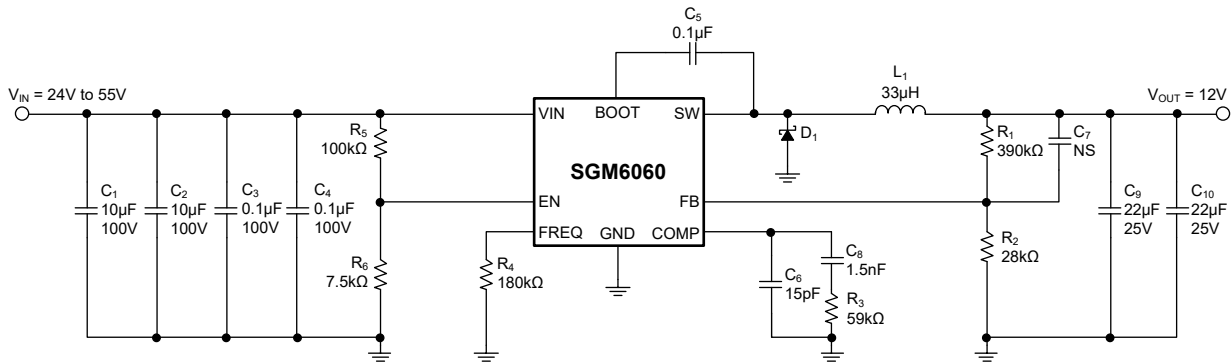 C₅
0.1μF
V_IN = 24V to 55V
L₁
33μH
V_OUT = 12V
VIN
BOOT
SW
R₅
100kΩ
D₁
R₁
390kΩ
C₇
NS
SGM6060
C₁
10μF
100V
C₂
10μF
100V
C₃
0.1μF
100V
C₄
0.1μF
100V
EN
FB
C₉
22μF
25V
C₁₀
22μF
25V
FREQ
GND
COMP
R₆
7.5kΩ
R₄
180kΩ
C₆
15pF
C₈
1.5nF
R₃
59kΩ
R₂
28kΩ